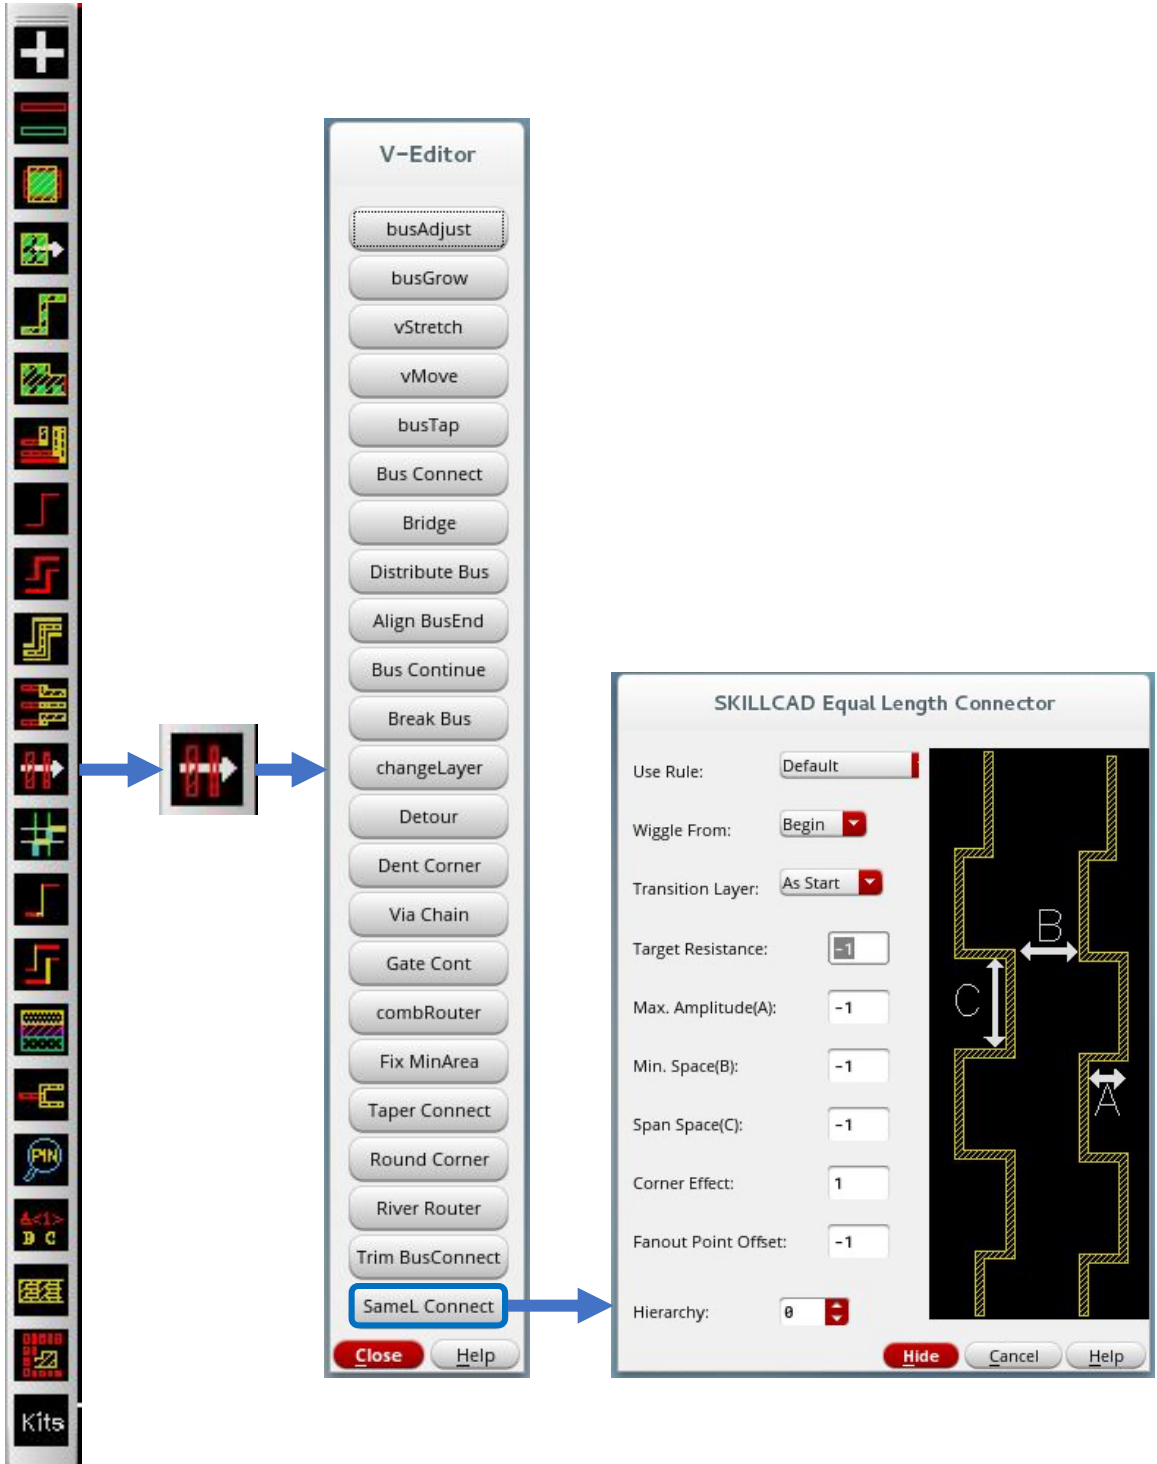 PIN
A<1>
B C
Kits
V-Editor
busAdjust
busGrow
vStretch
vMove
busTap
Bus Connect
Bridge
Distribute Bus
Align BusEnd
Bus Continue
Break Bus
changeLayer
Detour
Dent Corner
Via Chain
Gate Cont
combRouter
Fix MinArea
Taper Connect
Round Corner
River Router
Trim BusConnect
SameL Connect
Close Help
SKILLCAD Equal Length Connector
Use Rule: Default
Wiggle From: Begin
Transition Layer: As Start
Target Resistance: -1
Max. Amplitude(A): -1
Min. Space(B): -1
Span Space(C): -1
Corner Effect: 1
Fanout Point Offset: -1
Hierarchy: 0
B
C
A
Hide Cancel Help